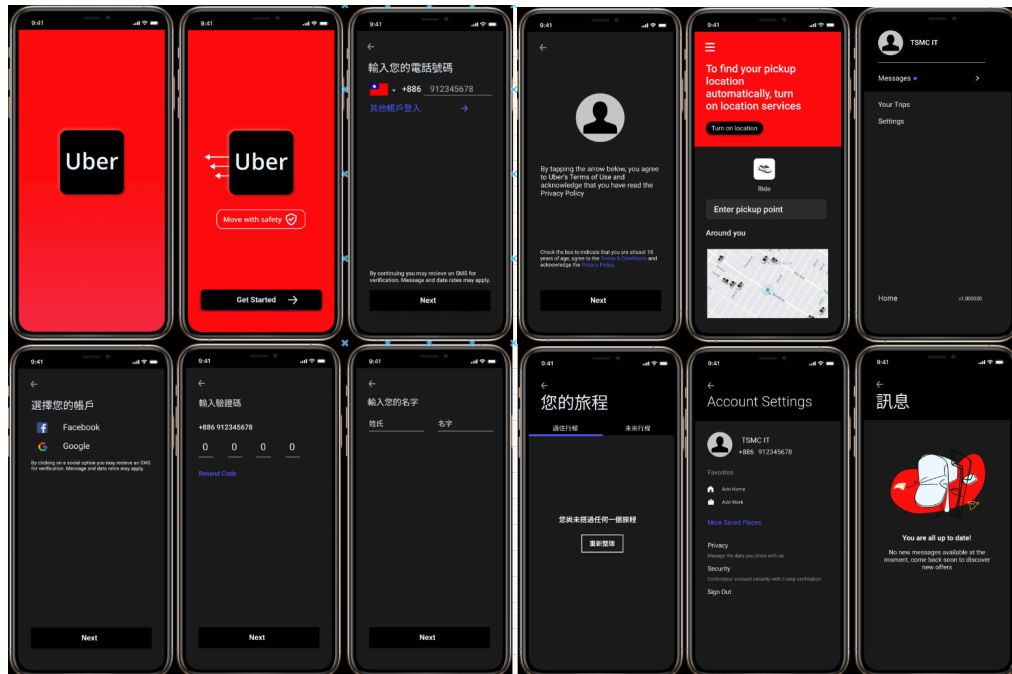 9:41
Uber
9:41
Uber
Move with safety
Get Started
9:41
輸入您的電話號碼
+886 912345678
其他帳戶登入
By continuing you may recieve an SMS for
verification. Message and data rates may apply.
Next
9:41
By tapping the arrow below, you agree
to Uber's Terms of Use and
acknowledge that you have read the
Privacy Policy
Check the box to indicate that you are atleast 18
years of age, agree to the Terms & Conditions and
acknowledge the Privacy Policy.
Next
9:41
To find your pickup
location
automatically, turn
on location services
Turn on location
Ride
Enter pickup point
Around you
9:41
TSMC IT
Messages
Your Trips
Settings
Home
v1.000000
9:41
選擇您的帳戶
Facebook
Google
By clicking on a social option you may recieve an SMS
for verification. Message and data rates may apply.
Next
9:41
輸入驗證碼
+886 912345678
0 0 0 0
Resend Code
Next
9:41
輸入您的名字
姓氏 名字
Next
9:41
您的旅程
過往行程 未來行程
您尚未搭過任何一個旅程
重新整理
9:41
Account Settings
TSMC IT
+886 912345678
Favorites
Add Home
Add Work
More Saved Places
Privacy
Manage the data you share with us
Security
Controlyour account security with 2-step verification
Sign Out
9:41
訊息
You are all up to date!
No new messages available at the
moment, come back soon to discover
new offers